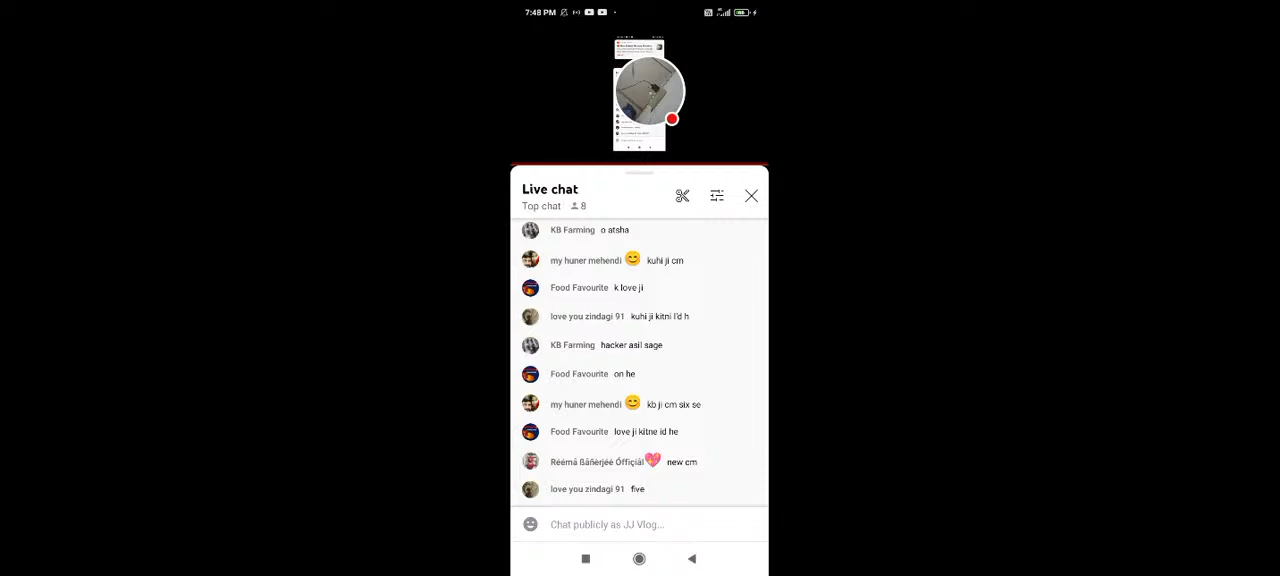 7:48 PM
Live chat
Top chat 8
KB Farming o atsha
my huner mehendi 😊 kuhi ji cm
Food Favourite k love ji
love you zindagi 91 kuhi ji kitni I'd h
KB Farming hacker asil sage
Food Favourite on he
my huner mehendi 😊 kb ji cm six se
Food Favourite love ji kitne id he
Réémâ ßâñèrjéé Óffiçiâl 💖 new cm
love you zindagi 91 five
Chat publicly as JJ Vlog...